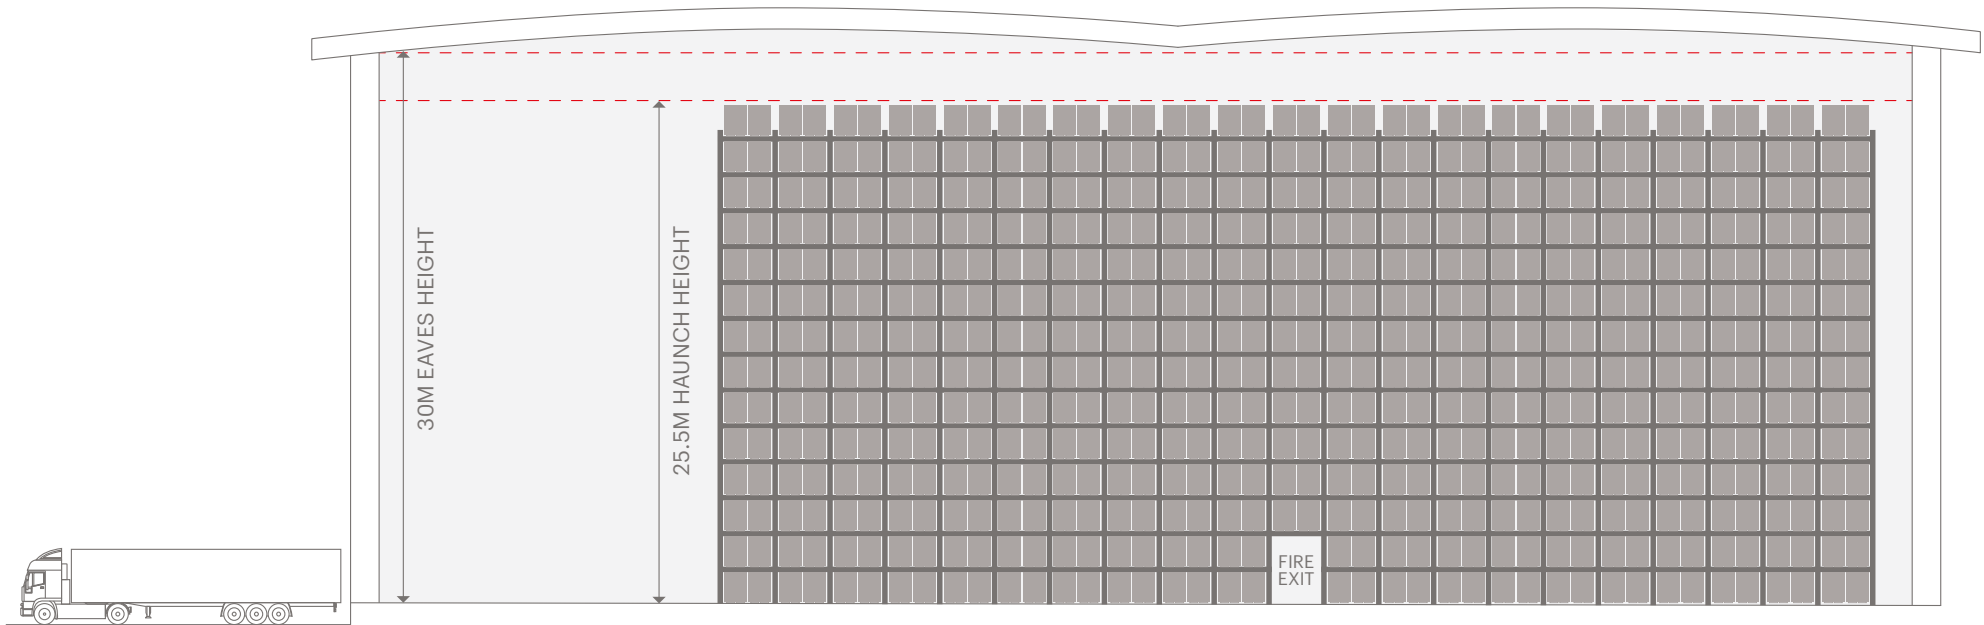 30M EAVES HEIGHT
25.5M HAUNCH HEIGHT
FIRE
EXIT